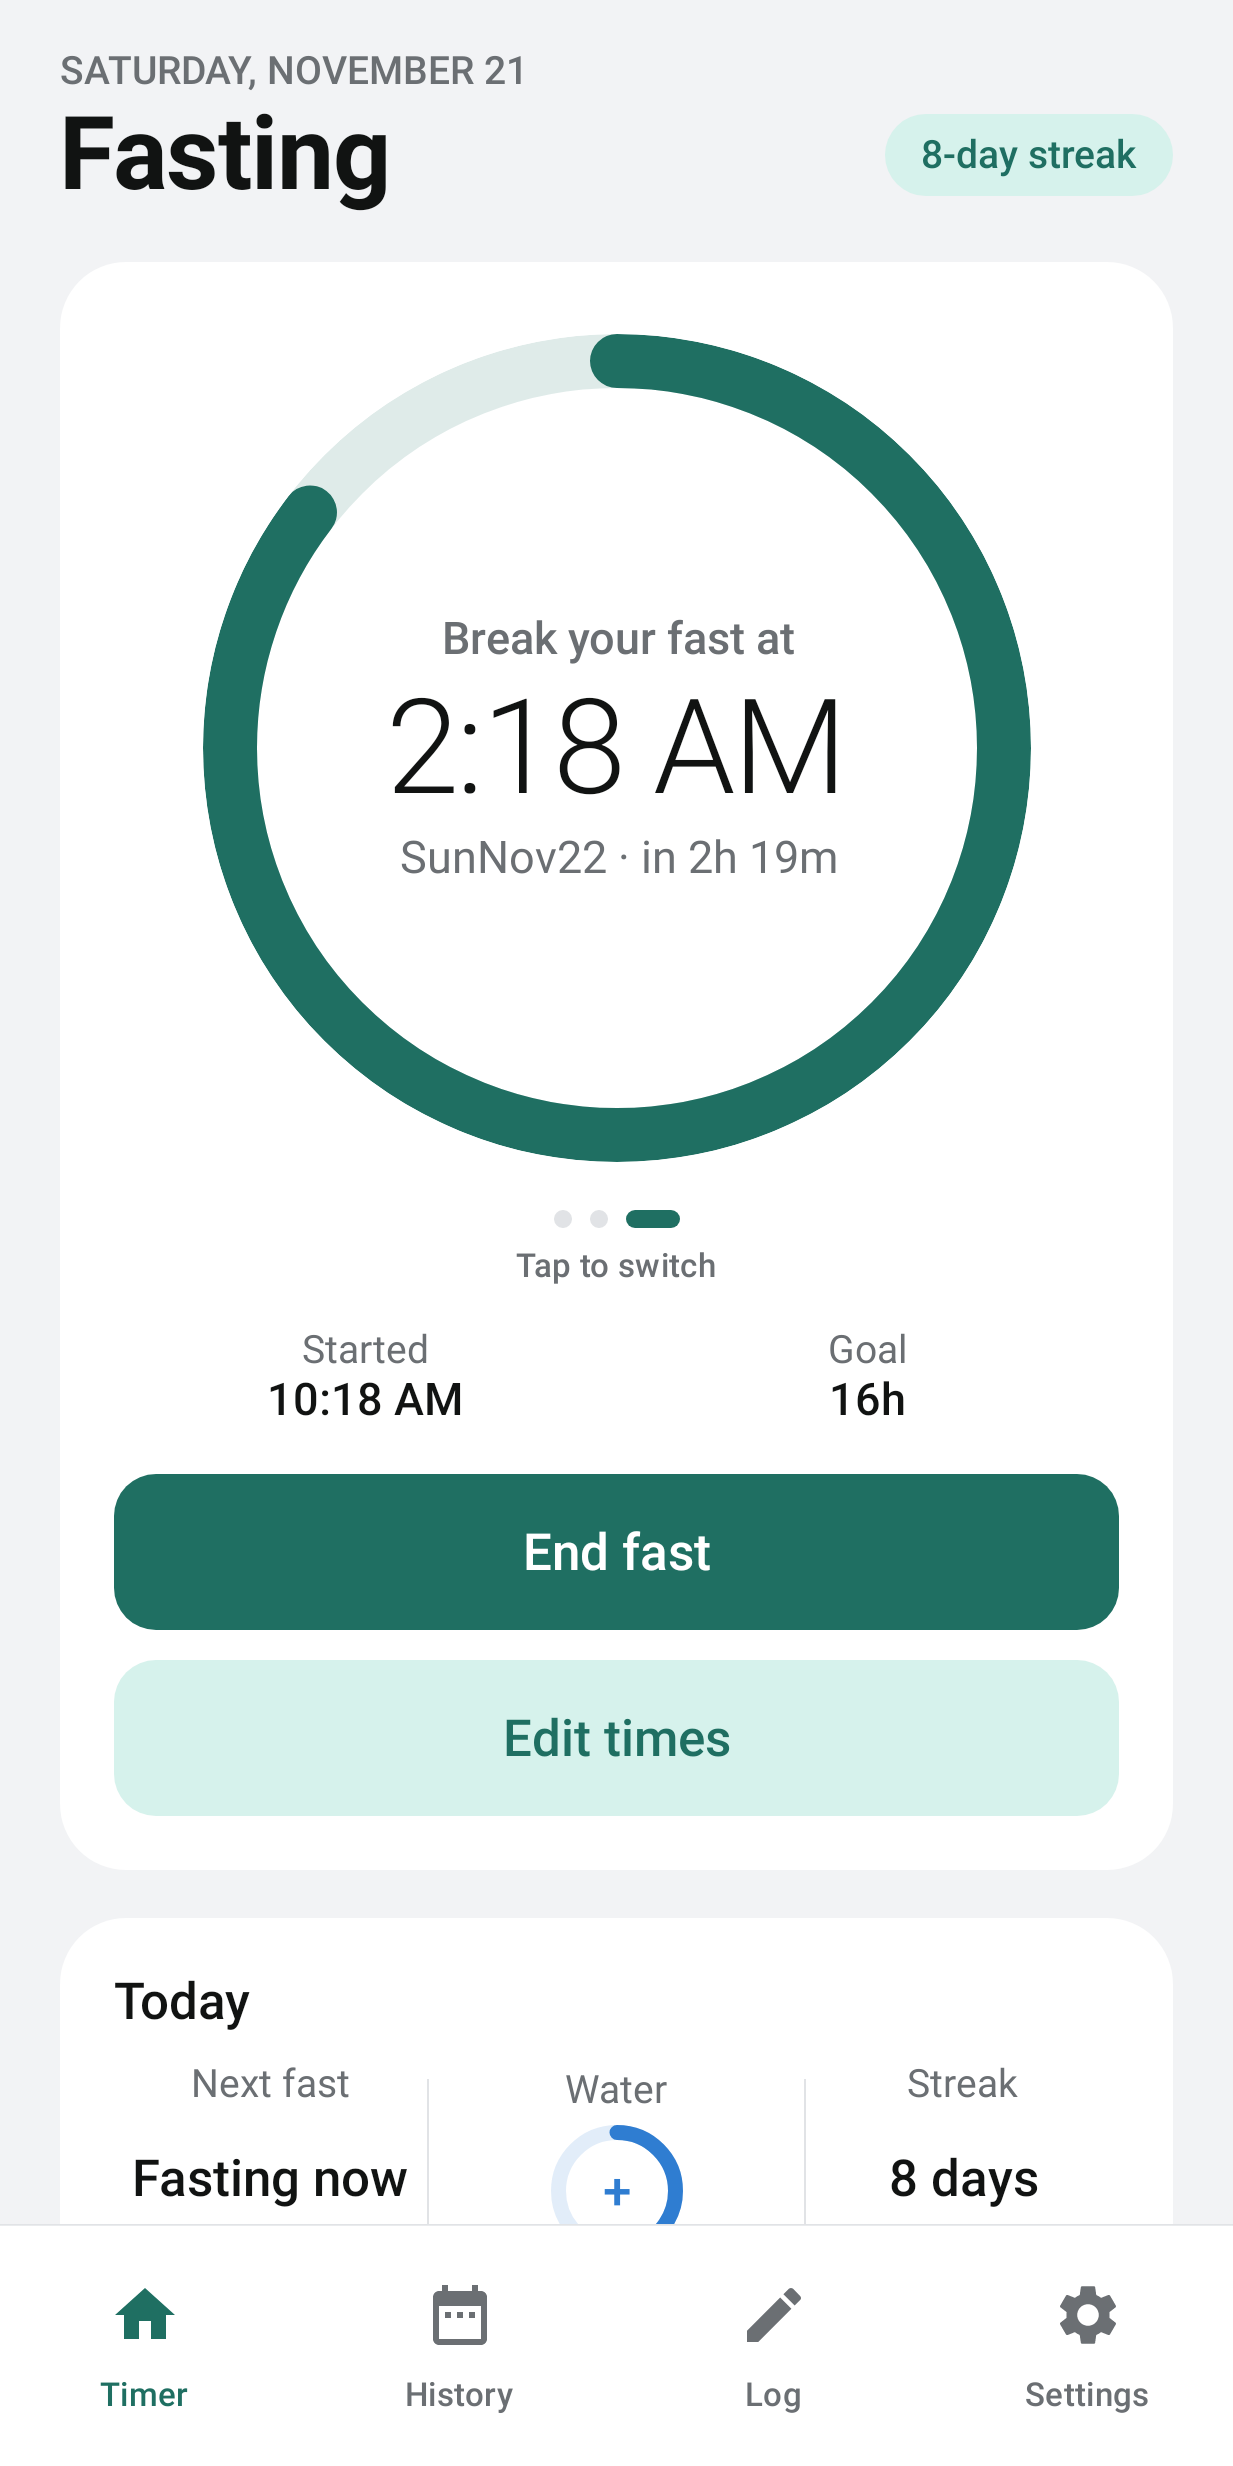 SATURDAY, NOVEMBER 21
Fasting
8-day streak
Break your fast at
2:18 AM
SunNov22 · in 2h 19m
Tap to switch
Started
10:18 AM
Goal
16h
End fast
Edit times
Today
Next fast
Fasting now
Water
+
Streak
8 days
Timer
History
Log
Settings